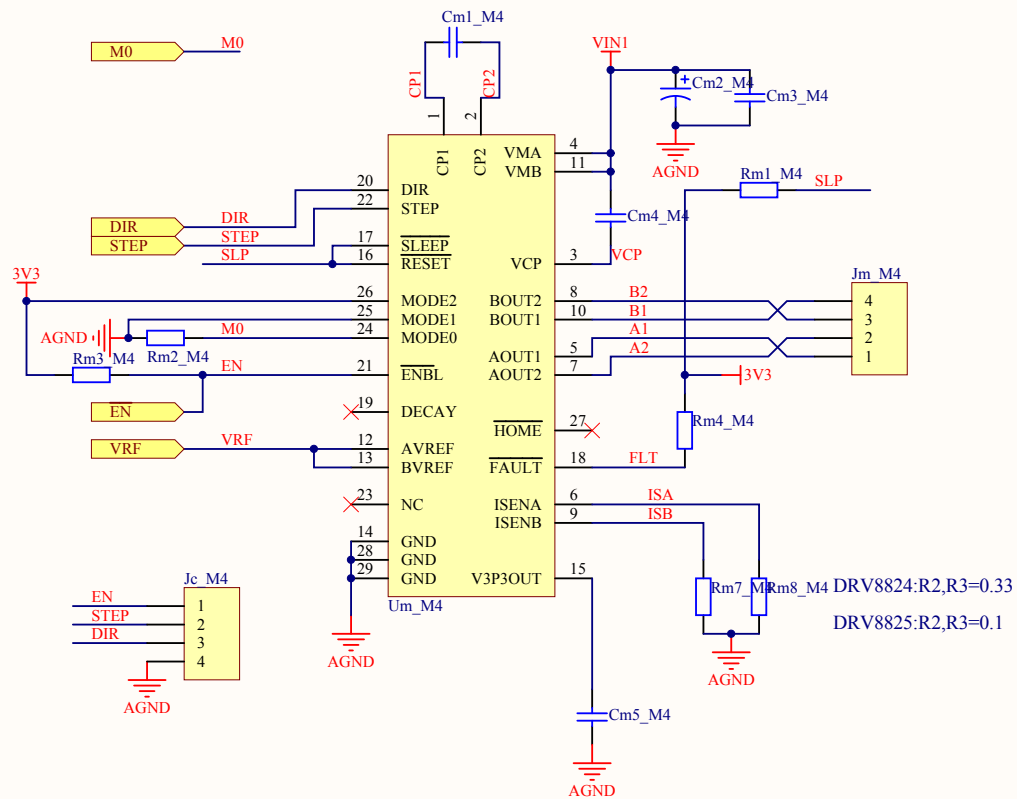 Cm1_M4
M0
M0
VIN1
CP1
CP2
Cm2_M4
Cm3_M4
1
2
CP1
CP2
VMA
4
VMB
11
AGND
Rm1_M4
SLP
20
DIR
22
STEP
DIR
DIR
STEP
STEP
Cm4_M4
17
SLEEP
SLP
16
RESET
VCP
3
VCP
3V3
Jm_M4
26
MODE2
BOUT2
8
B2
4
25
MODE1
BOUT1
10
B1
3
AGND
M0
24
MODE0
A1
2
Rm2_M4
AOUT1
5
A2
1
Rm3_M4
EN
21
ENBL
AOUT2
7
3V3
EN
19
DECAY
HOME
27
Rm4_M4
VRF
VRF
12
AVREF
13
BVREF
FAULT
18
FLT
23
NC
ISENA
6
ISA
ISENB
9
ISB
14
GND
28
GND
29
GND
V3P3OUT
15
Rm7_M4
Rm8_M4
DRV8824:R2,R3=0.33
Um_M4
DRV8825:R2,R3=0.1
Jc_M4
EN
1
STEP
2
DIR
3
4
AGND
AGND
AGND
Cm5_M4
AGND